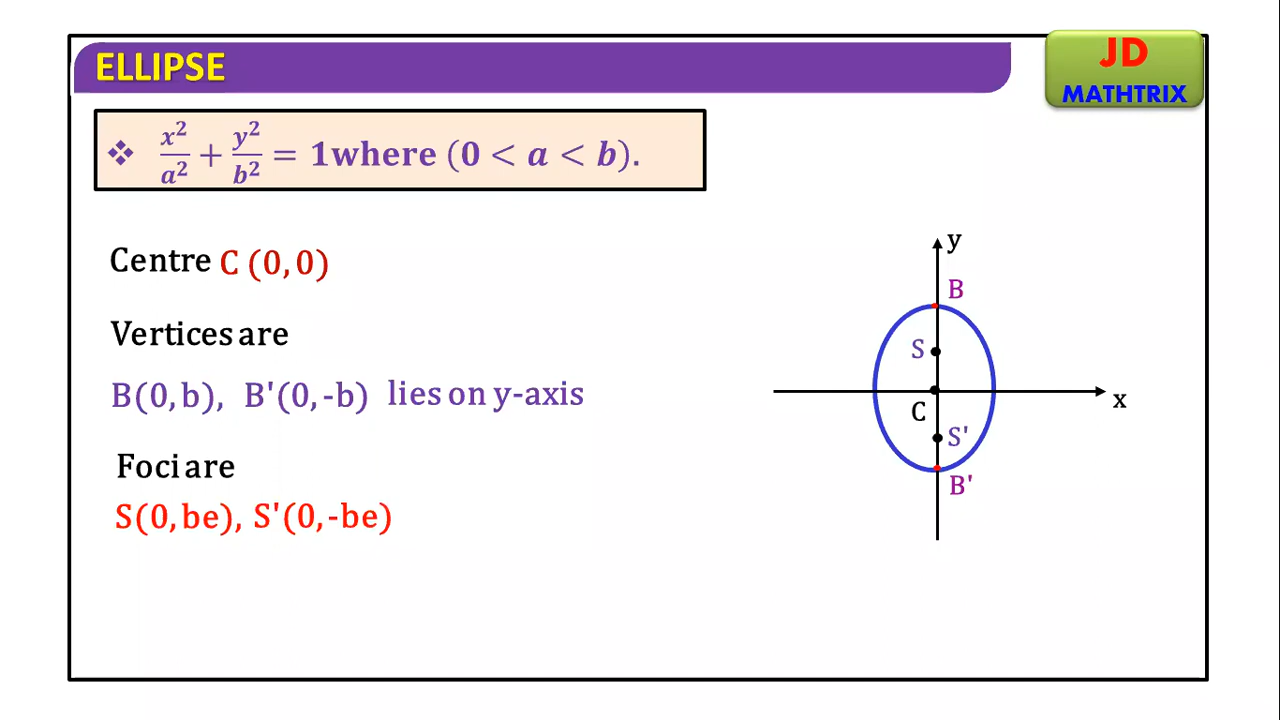 ELLIPSE
JD
MATHTRIX
❖ x²/a² + y²/b² = 1where (0 < a < b).
Centre C (0, 0)
Vertices are
B(0, b), B'(0, -b) lies on y-axis
Foci are
S(0, be), S'(0, -be)
y
B
S
C
x
S'
B'